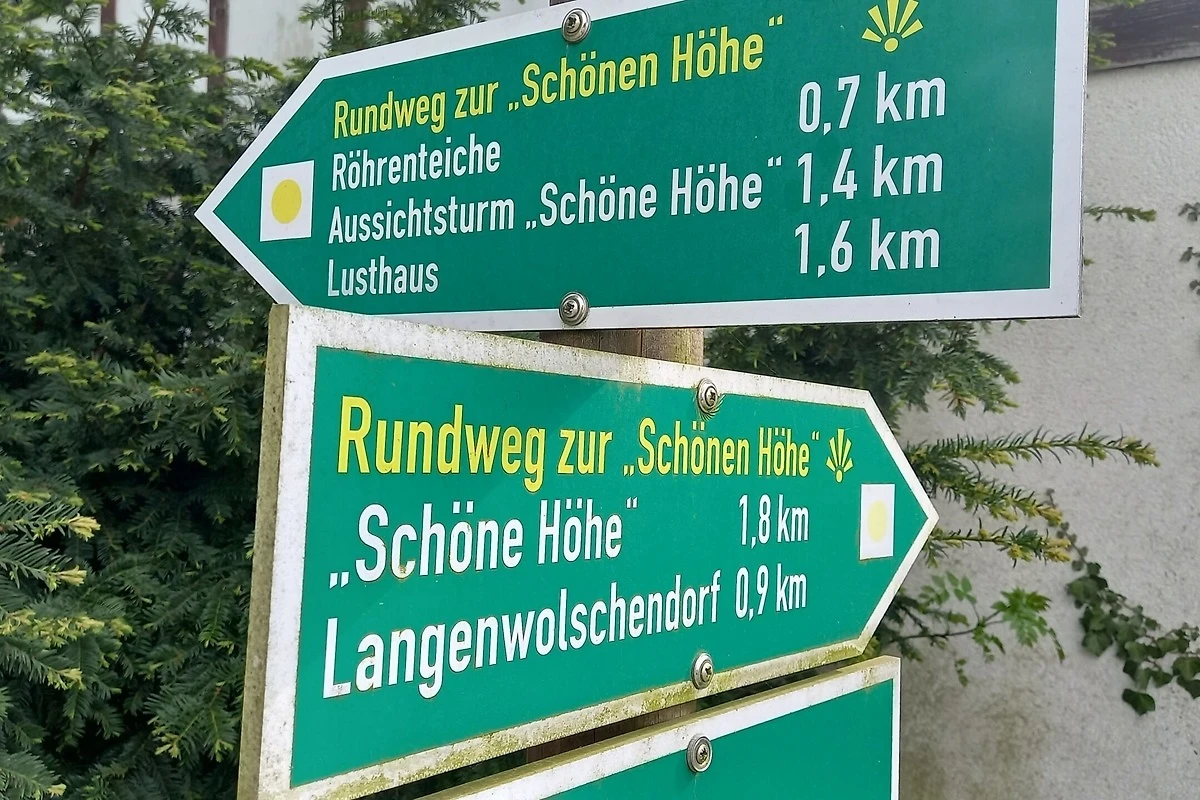 Rundweg zur „Schönen Höhe“
Röhrenteiche 0,7 km
Aussichtsturm „Schöne Höhe“ 1,4 km
Lusthaus 1,6 km
Rundweg zur „Schönen Höhe“
„Schöne Höhe“ 1,8 km
Langenwolschendorf 0,9 km